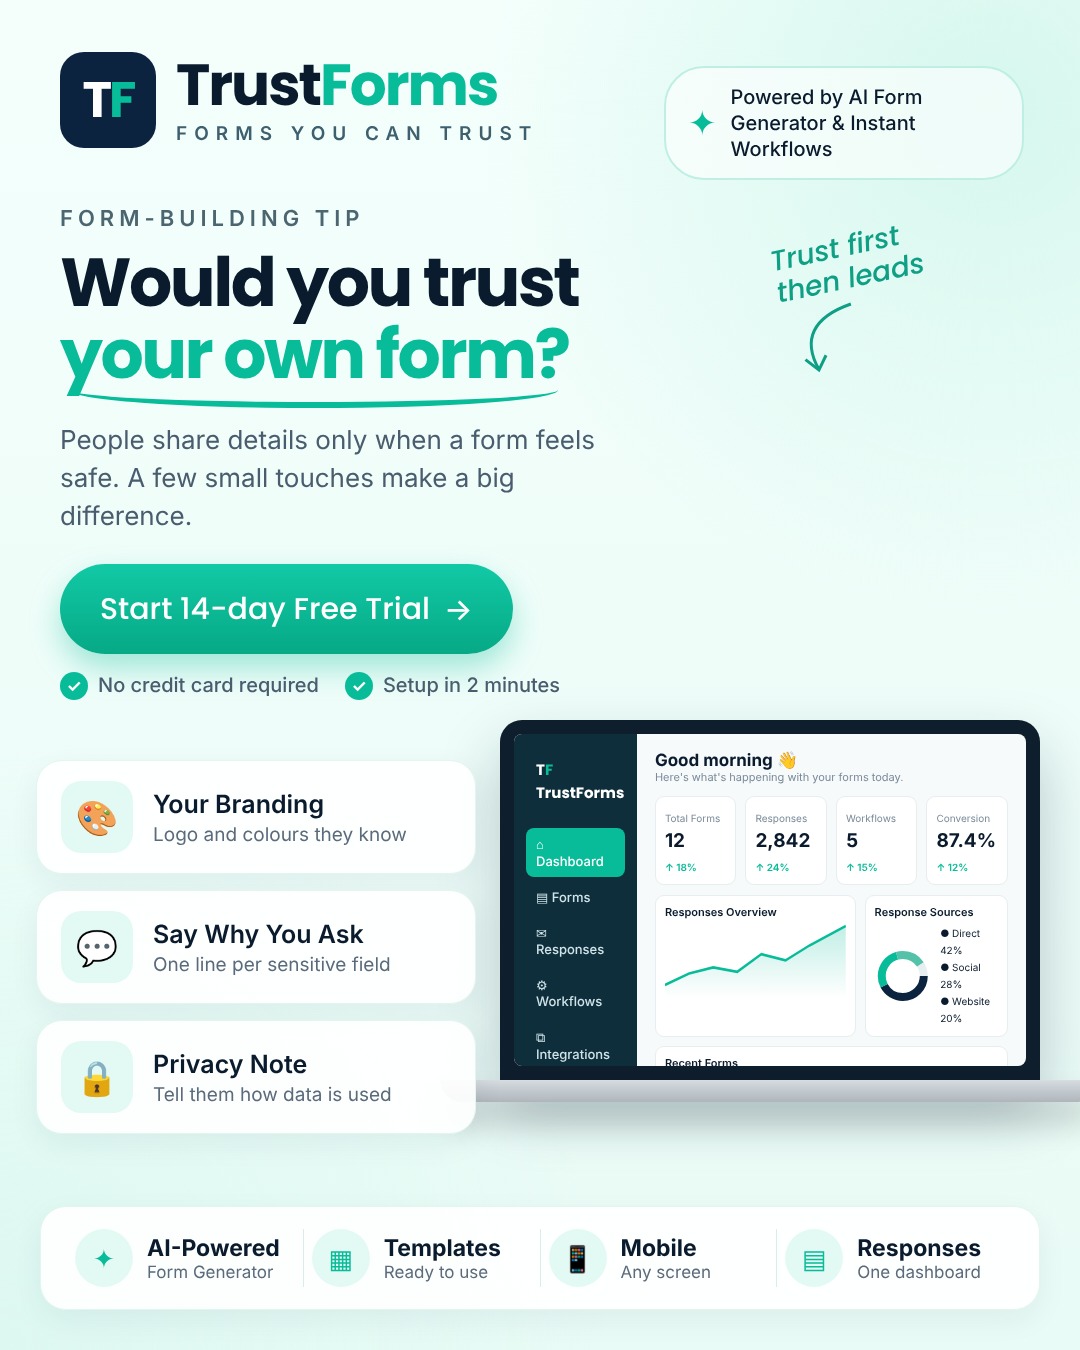 TF
TrustForms
FORMS YOU CAN TRUST
Powered by AI Form
Generator & Instant
Workflows
FORM-BUILDING TIP
Would you trust
your own form?
Trust first
then leads
People share details only when a form feels
safe. A few small touches make a big
difference.
Start 14-day Free Trial →
No credit card required
Setup in 2 minutes
Your Branding
Logo and colours they know
Say Why You Ask
One line per sensitive field
Privacy Note
Tell them how data is used
TF
TrustForms
Dashboard
Forms
Responses
Workflows
Integrations
Good morning 👋
Here's what's happening with your forms today.
Total Forms
12
↑ 18%
Responses
2,842
↑ 24%
Workflows
5
↑ 15%
Conversion
87.4%
↑ 12%
Responses Overview
Response Sources
● Direct
42%
● Social
28%
● Website
20%
Recent Forms
AI-Powered
Form Generator
Templates
Ready to use
Mobile
Any screen
Responses
One dashboard